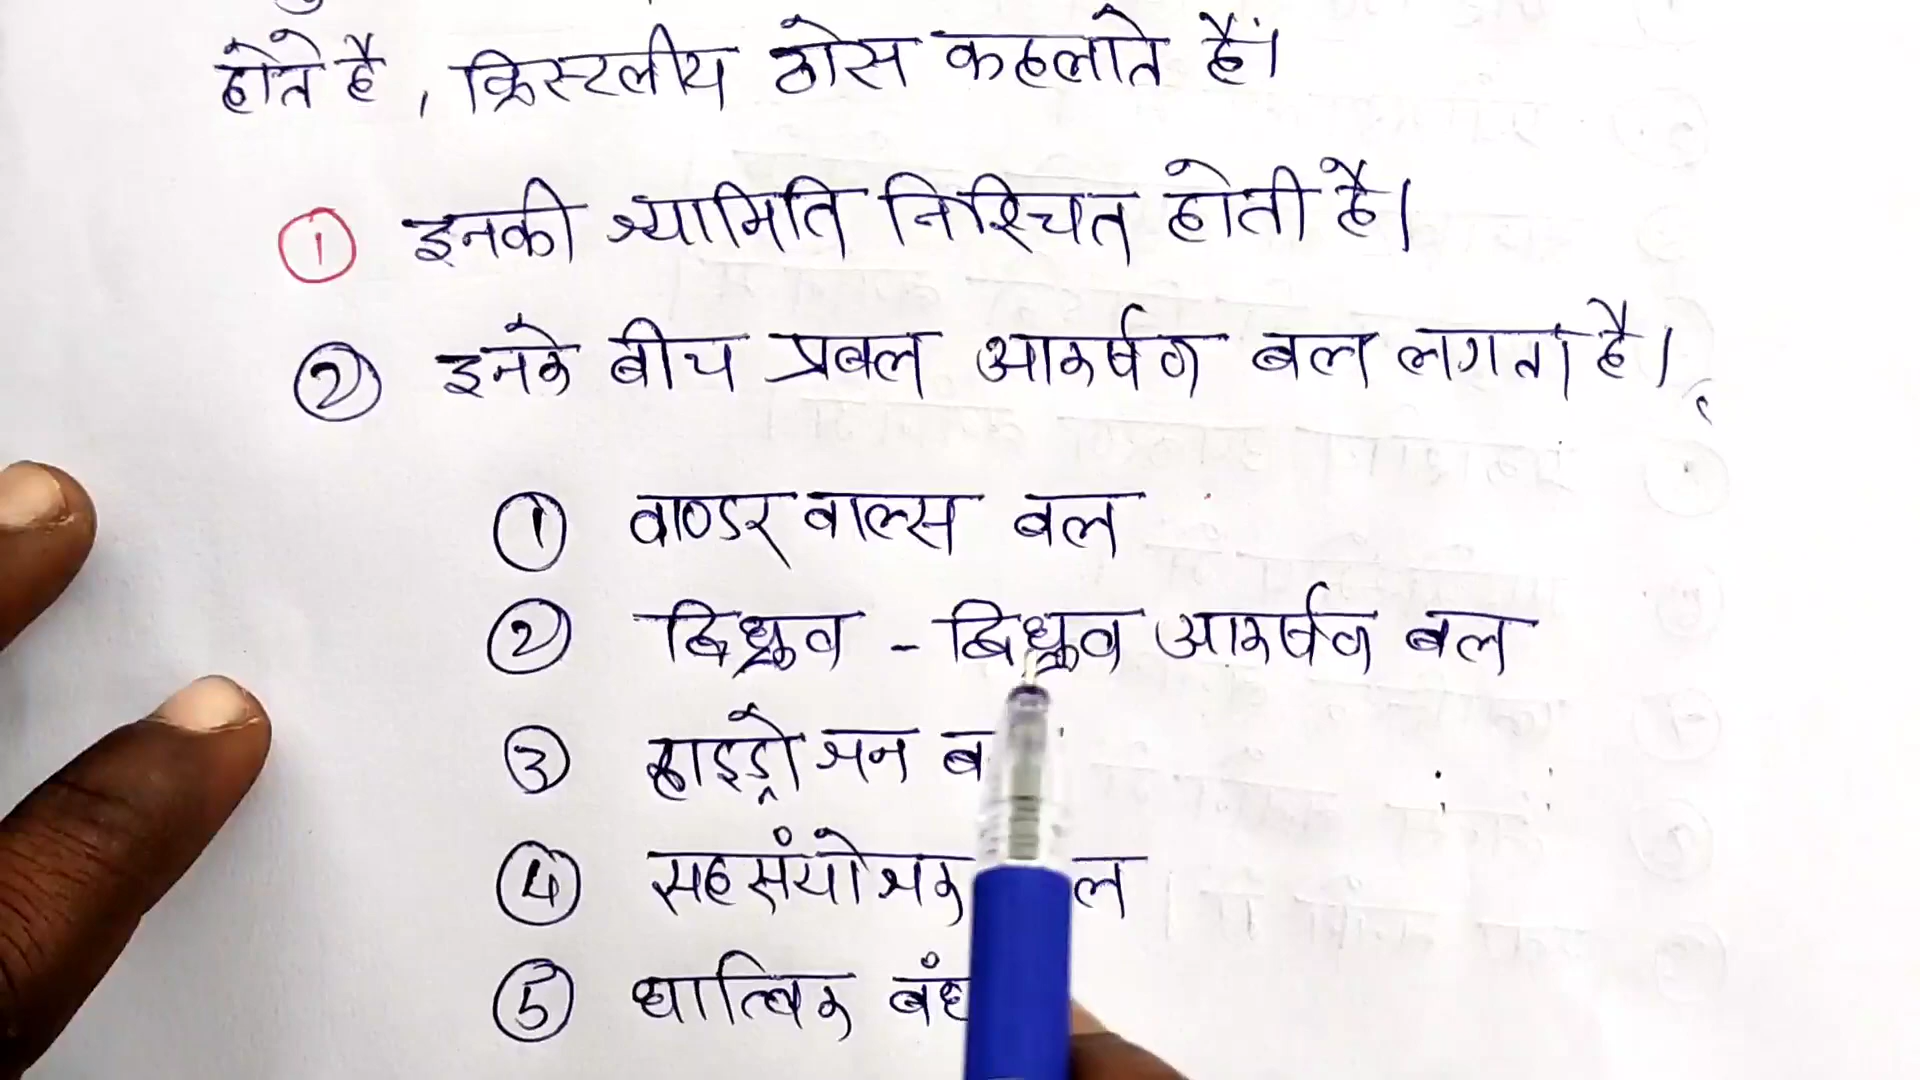 होते है, क्रिस्टलीय ठोस कहलाते हैं।
① इनकी ज्यामिति निश्चित होती है।
② इनके बीच प्रबल आकर्षण बल लगता है।
① वाण्डर वाल्स बल
② द्विध्रुव - द्विध्रुव आकर्षण बल
③ हाइड्रोजन
④ सहसंयोजक
⑤ धात्विक